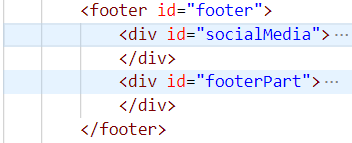 <footer id="footer">
<div id="socialMedia">···
</div>
<div id="footerPart">···
</div>
</footer>